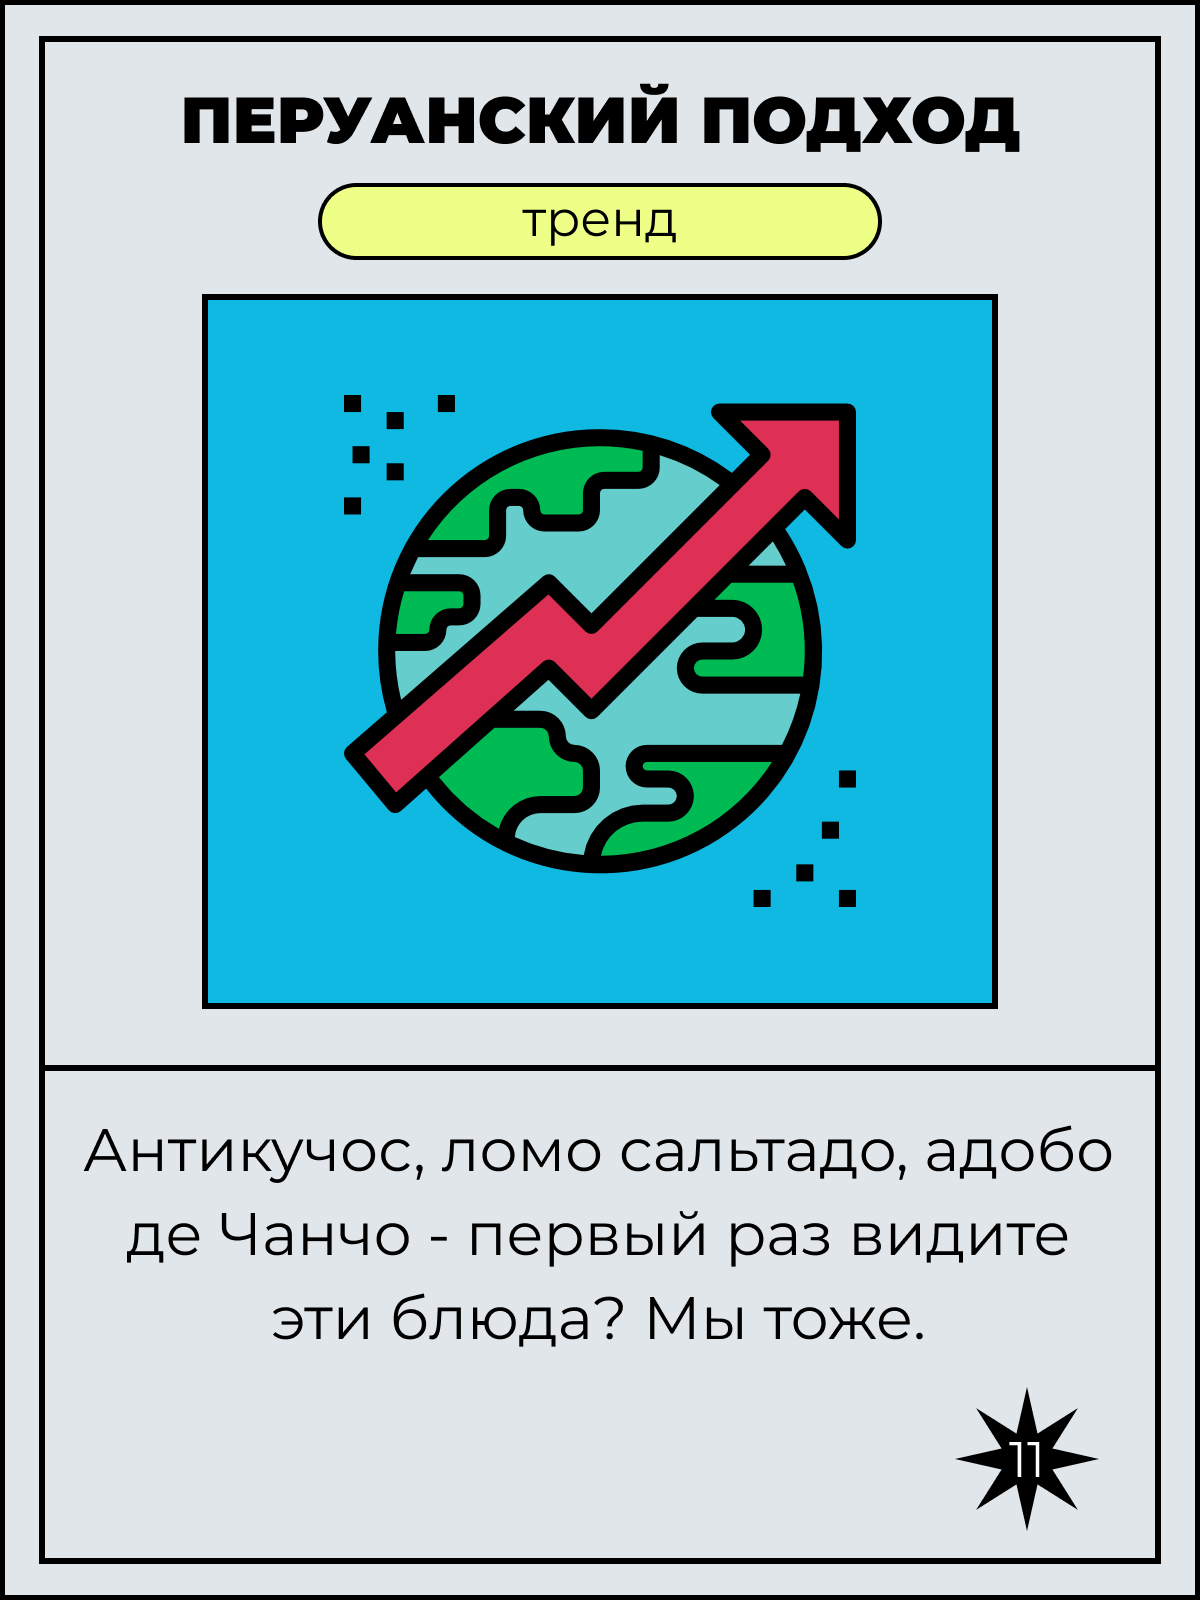 ПЕРУАНСКИЙ ПОДХОД
тренд
Антикучос, ломо сальтадо, адобо
де Чанчо - первый раз видите
эти блюда? Мы тоже.
11